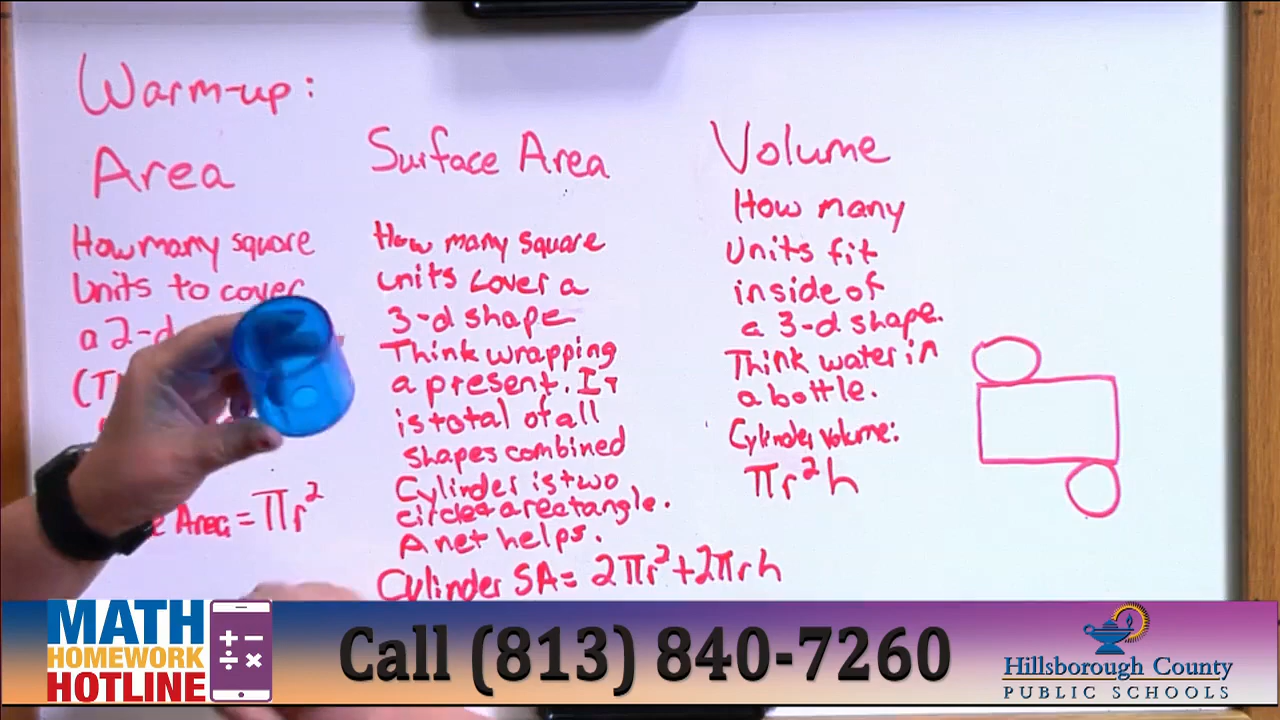 Warm-up:
Area
How many square
Units to cover
a 2-d
= πr²
Surface Area
How many square
units cover a
3-d shape
Think wrapping
a present. It
is total of all
shapes combined
Cylinder is two
A net helps.
Cylinder SA = 2πr²+2πrh
Volume
How many
Units fit
inside of
a 3-d shape.
Think water in
a bottle.
Cylinder volume:
πr²h
MATH
HOMEWORK
HOTLINE
+ −
÷ ×
Call (813) 840-7260
Hillsborough County
PUBLIC SCHOOLS